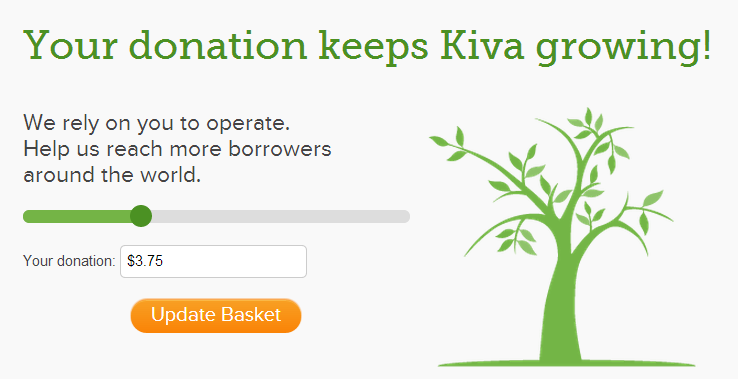 Your donation keeps Kiva growing!
We rely on you to operate.
Help us reach more borrowers
around the world.
Your donation: $3.75
Update Basket